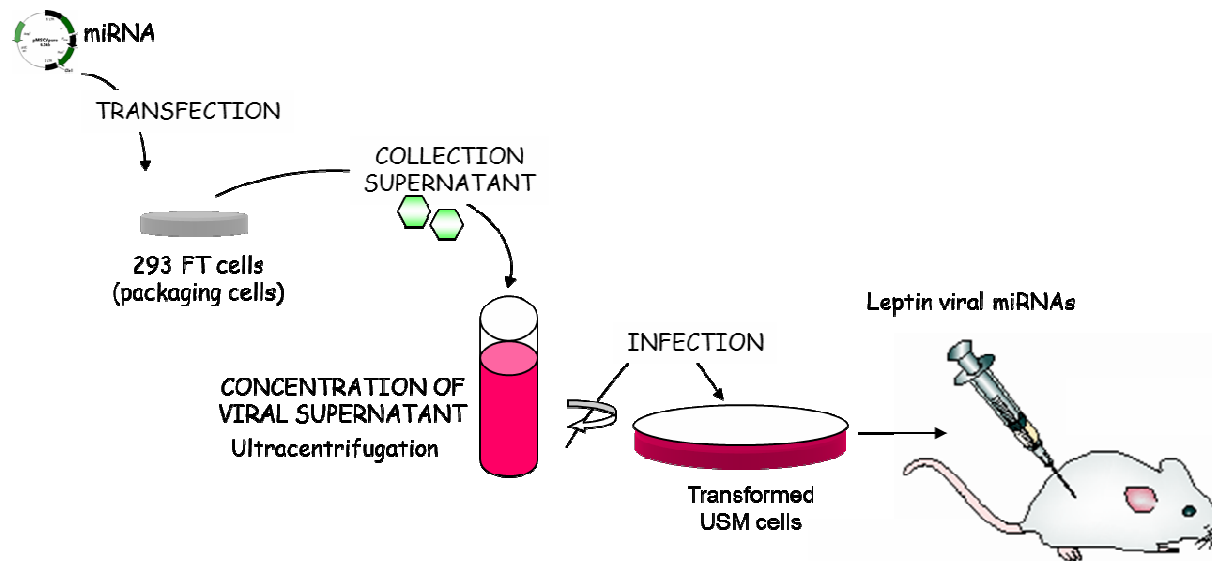 miRNA
TRANSFECTION
COLLECTION
SUPERNATANT
293 FT cells
(packaging cells)
CONCENTRATION OF
VIRAL SUPERNATANT
Ultracentrifugation
INFECTION
Transformed
USM cells
Leptin viral miRNAs